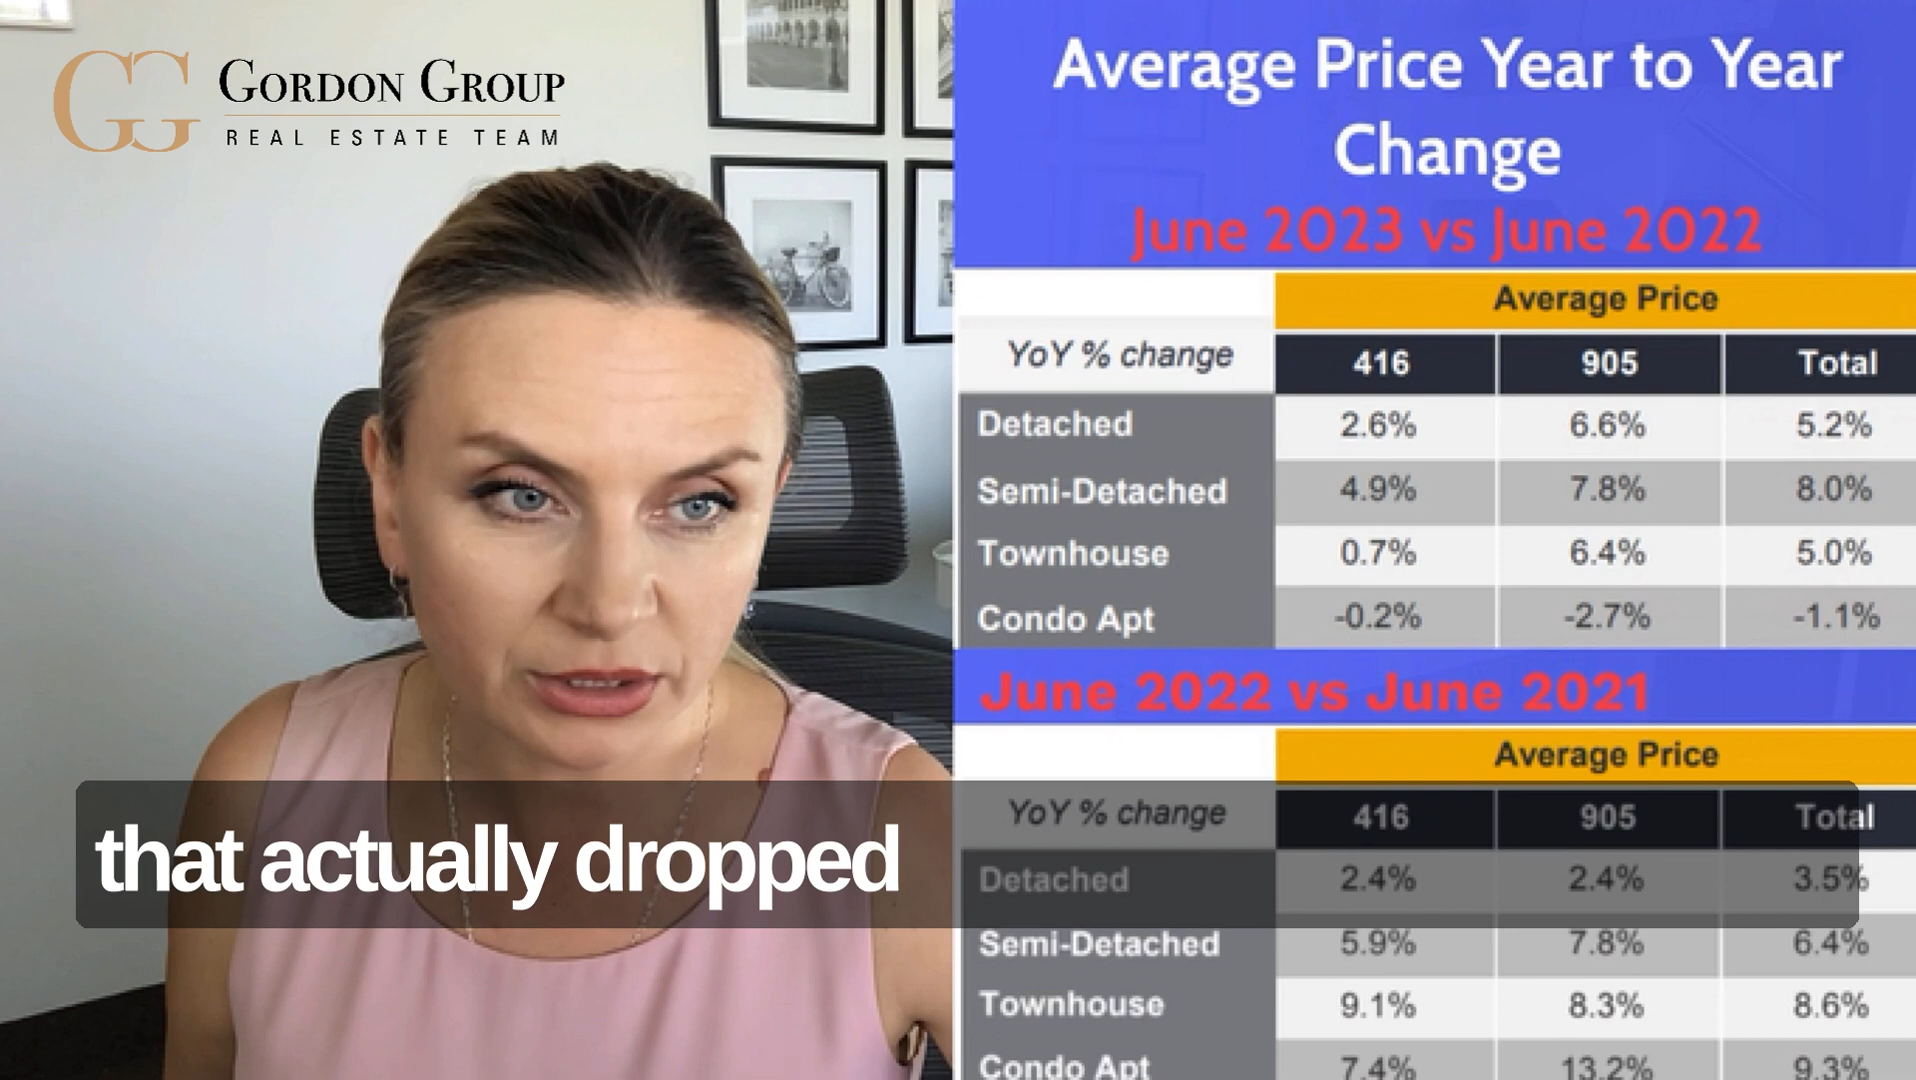 GG GORDON GROUP
REAL ESTATE TEAM
Average Price Year to Year
Change
June 2023 vs June 2022
Average Price
YoY % change 416 905 Total
Detached 2.6% 6.6% 5.2%
Semi-Detached 4.9% 7.8% 8.0%
Townhouse 0.7% 6.4% 5.0%
Condo Apt -0.2% -2.7% -1.1%
June 2022 vs June 2021
Average Price
YoY % change 416 905 Total
Detached 2.4% 2.4% 3.5%
Semi-Detached 5.9% 7.8% 6.4%
Townhouse 9.1% 8.3% 8.6%
Condo Apt 7.4% 13.2% 9.3%
that actually dropped